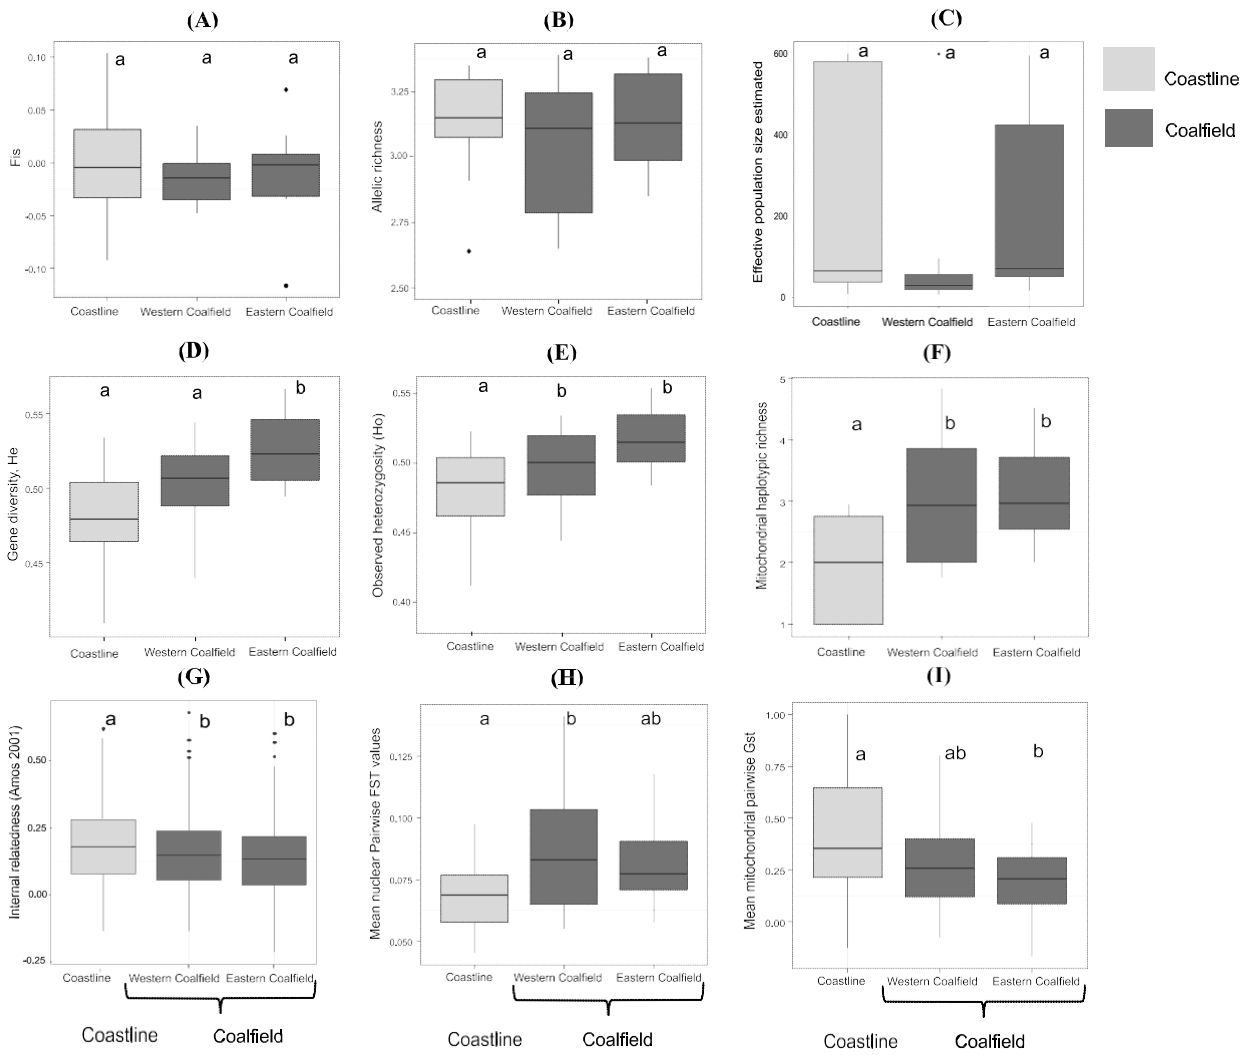 (A)
(B)
(C)
0.10
0.05
0.00
-0.05
-0.10
Fis
a
a
a
Coastline
Western Coalfield
Eastern Coalfield
3.25
3.00
2.75
2.50
Allelic richness
a
a
a
Coastline
Western Coalfield
Eastern Coalfield
600
400
200
0
Effective population size estimated
a
a
a
Coastline
Western Coalfield
Eastern Coalfield
Coastline
Coalfield
(D)
(E)
(F)
0.55
0.50
0.45
Gene diversity, He
a
a
b
Coastline
Western Coalfield
Eastern Coalfield
0.55
0.50
0.45
0.40
Observed heterozygosity (Ho)
a
b
b
Coastline
Western Coalfield
Eastern Coalfield
5
4
3
2
1
Mitochondrial haplotypic richness
a
b
b
Coastline
Western Coalfield
Eastern Coalfield
(G)
(H)
(I)
0.50
0.25
0.00
-0.25
Internal relatedness (Amos 2001)
a
b
b
Coastline
Western Coalfield
Eastern Coalfield
Coastline
Coalfield
0.125
0.100
0.075
0.050
Mean nuclear Pairwise FST values
a
b
ab
Coastline
Western Coalfield
Eastern Coalfield
Coastline
Coalfield
1.00
0.75
0.50
0.25
0.00
Mean mitochondrial pairwise Gst
a
ab
b
Coastline
Western Coalfield
Eastern Coalfield
Coastline
Coalfield